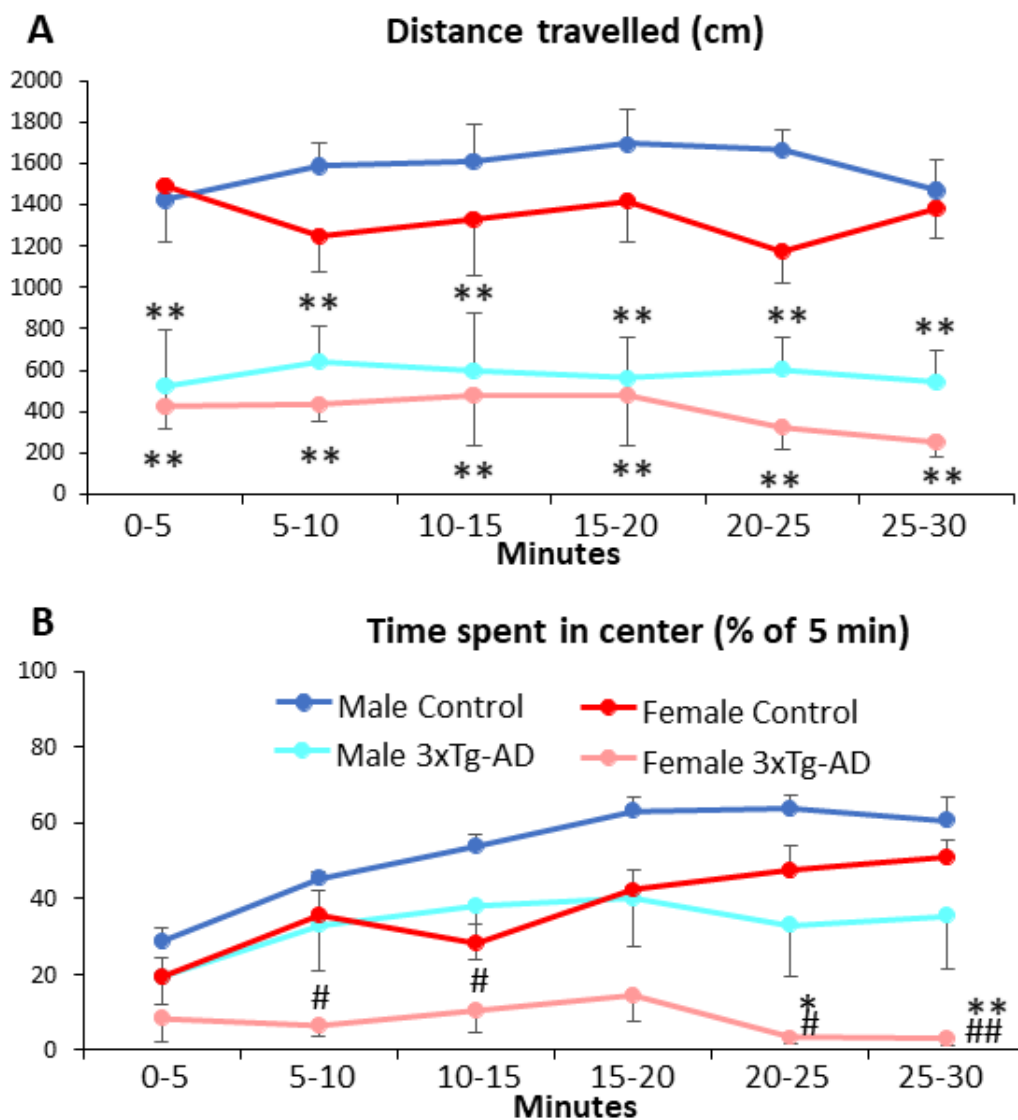 A
Distance travelled (cm)
2000
1800
1600
1400
1200
1000
800
600
400
200
0
** ** ** ** ** **
** ** ** ** ** **
0-5 5-10 10-15 15-20 20-25 25-30
Minutes
B
Time spent in center (% of 5 min)
100
80
60
40
20
0
Male Control Female Control
Male 3xTg-AD Female 3xTg-AD
# # * **
# ##
0-5 5-10 10-15 15-20 20-25 25-30
Minutes